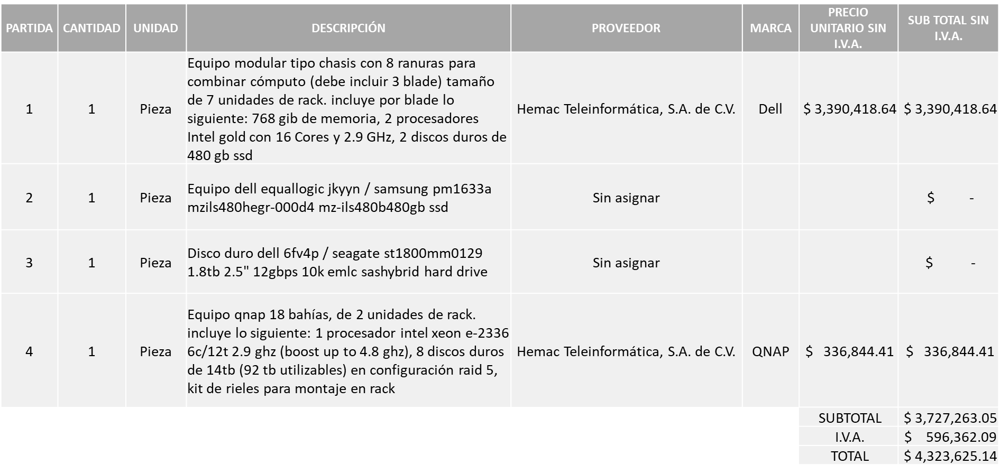 PARTIDA
CANTIDAD
UNIDAD
DESCRIPCIÓN
PROVEEDOR
MARCA
PRECIO
UNITARIO SIN
I.V.A.
SUB TOTAL SIN
I.V.A.
1
1
Pieza
Equipo modular tipo chasis con 8 ranuras para
combinar cómputo (debe incluir 3 blade) tamaño
de 7 unidades de rack. incluye por blade lo
siguiente: 768 gib de memoria, 2 procesadores
Intel gold con 16 Cores y 2.9 GHz, 2 discos duros de
480 gb ssd
Hemac Teleinformática, S.A. de C.V.
Dell
$ 3,390,418.64
$ 3,390,418.64
2
1
Pieza
Equipo dell equallogic jkyyn / samsung pm1633a
mzils480hegr-000d4 mz-ils480b480gb ssd
Sin asignar
$ -
3
1
Pieza
Disco duro dell 6fv4p / seagate st1800mm0129
1.8tb 2.5" 12gbps 10k emlc sashybrid hard drive
Sin asignar
$ -
4
1
Pieza
Equipo qnap 18 bahías, de 2 unidades de rack.
incluye lo siguiente: 1 procesador intel xeon e-2336
6c/12t 2.9 ghz (boost up to 4.8 ghz), 8 discos duros
de 14tb (92 tb utilizables) en configuración raid 5,
kit de rieles para montaje en rack
Hemac Teleinformática, S.A. de C.V.
QNAP
$ 336,844.41
$ 336,844.41
SUBTOTAL $ 3,727,263.05
I.V.A. $ 596,362.09
TOTAL $ 4,323,625.14